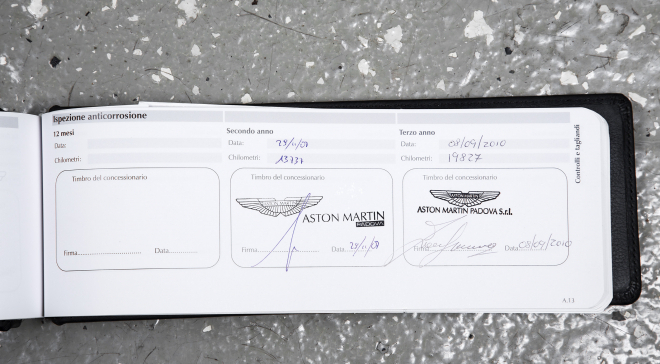 Ispezione anticorrosione
12 mesi
Data:
Chilometri:
Timbro del concessionario
Firma.............................. Data..............
Secondo anno
Data:
Chilometri:
Timbro del concessionario
ASTON MARTIN
PADOVA
Firma.............................. Data
Terzo anno
Data: 08/09/2010
Chilometri: 19827
Timbro del concessionario
ASTON MARTIN PADOVA S.r.l.
Firma Data 08/09/2010
Controlli e tagliandi
A.13